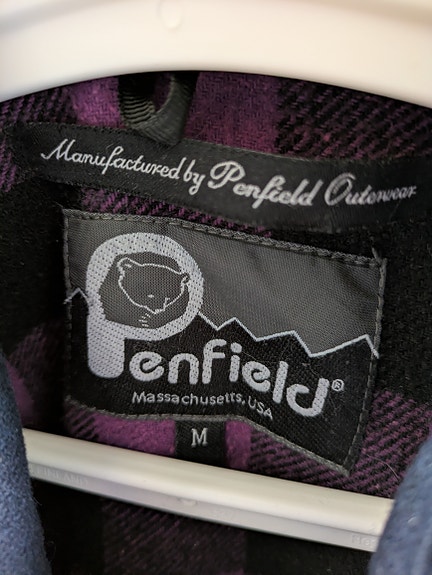 Manufactured by Penfield Outerwear
Penfield®
Massachusetts, USA
M